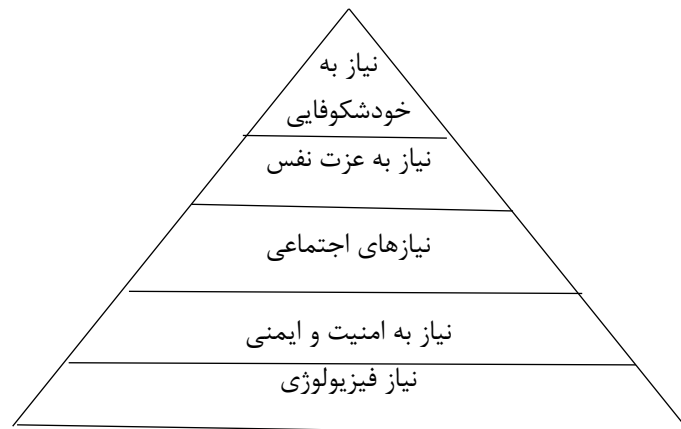 نیاز به
خودشکوفایی
نیاز به عزت نفس
نیازهای اجتماعی
نیاز به امنیت و ایمنی
نیاز فیزیولوژی